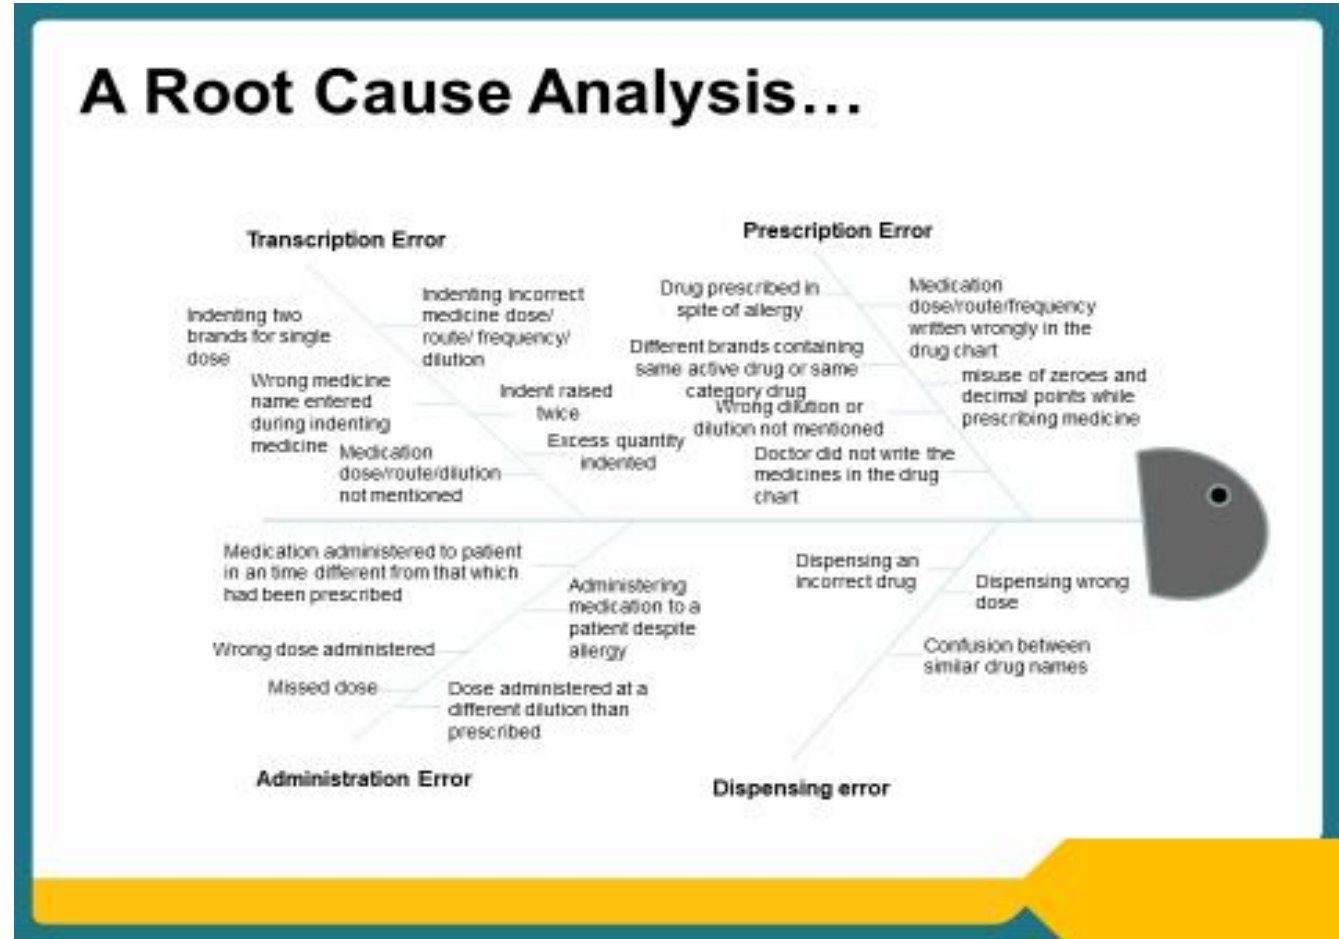 A Root Cause Analysis…
Transcription Error
Indenting two
brands for single
dose
Indenting incorrect
medicine dose/
route/ frequency/
dilution
Wrong medicine
name entered
during indenting
medicine
Indent raised
twice
Medication
dose/route/dilution
not mentioned
Excess quantity
indented
Prescription Error
Drug prescribed in
spite of allergy
Medication
dose/route/frequency
written wrongly in the
drug chart
Different brands containing
same active drug or same
category drug
misuse of zeroes and
decimal points while
prescribing medicine
Wrong dilution or
dilution not mentioned
Doctor did not write the
medicines in the drug
chart
Medication administered to patient
in an time different from that which
had been prescribed
Administering
medication to a
patient despite
allergy
Wrong dose administered
Missed dose
Dose administered at a
different dilution than
prescribed
Administration Error
Dispensing an
incorrect drug
Dispensing wrong
dose
Confusion between
similar drug names
Dispensing error